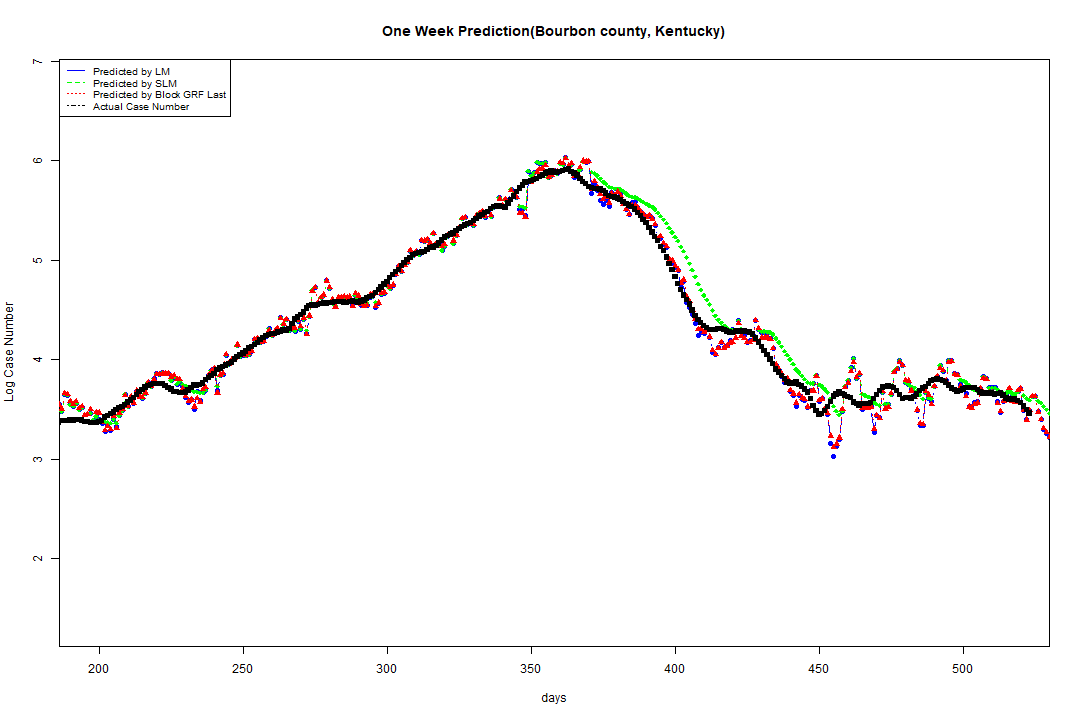 One Week Prediction(Bourbon county, Kentucky)
Predicted by LM
Predicted by SLM
Predicted by Block GRF Last
Actual Case Number
Log Case Number
7
6
5
4
3
2
200 250 300 350 400 450 500
days